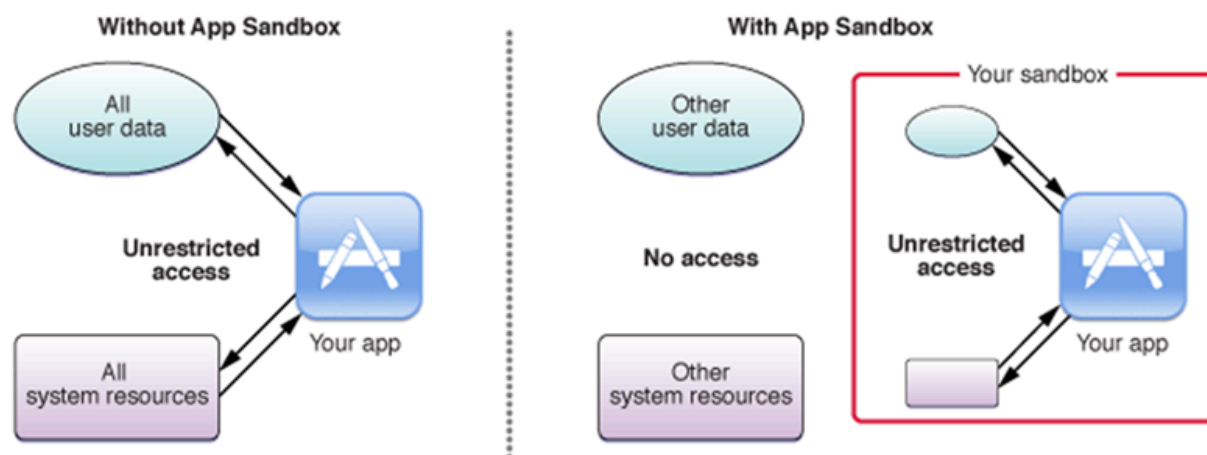 Without App Sandbox
All
user data
Unrestricted
access
Your app
All
system resources
With App Sandbox
Other
user data
No access
Other
system resources
Your sandbox
Unrestricted
access
Your app